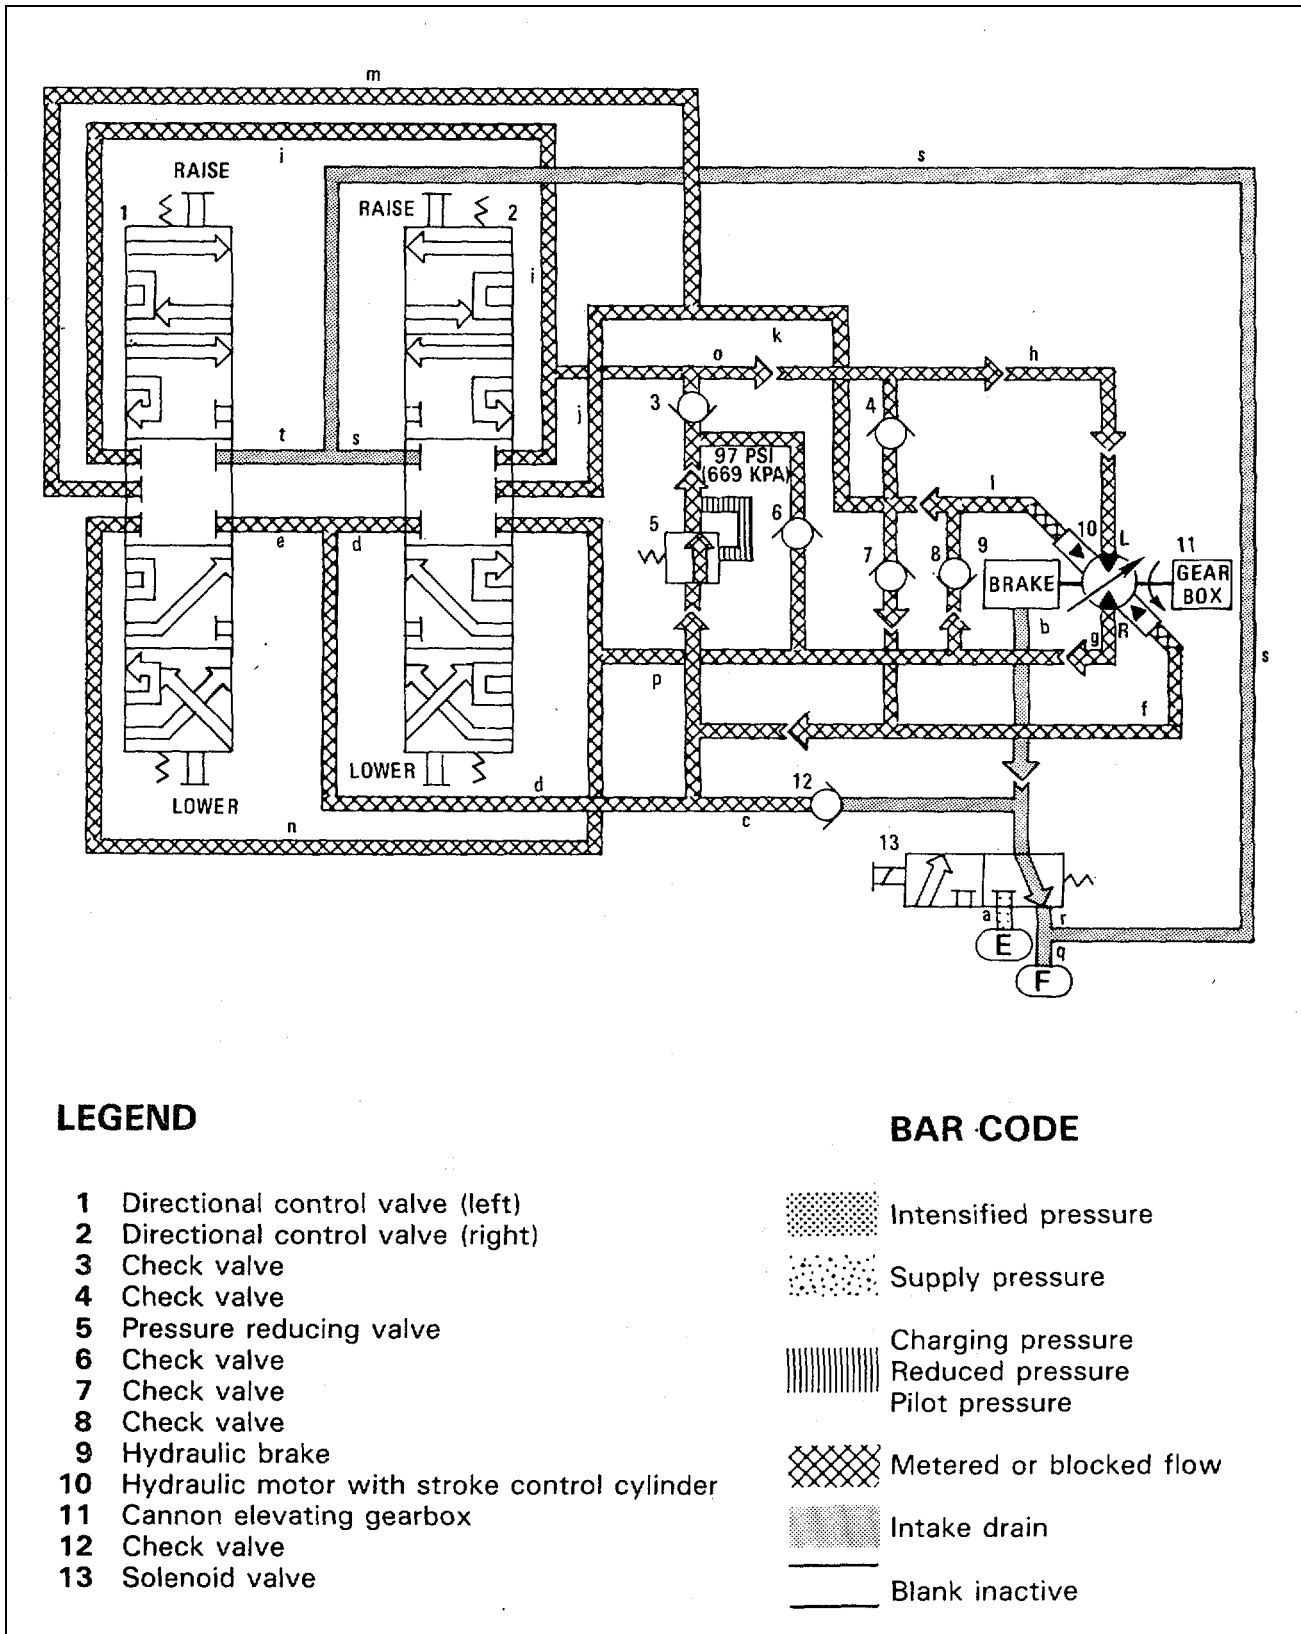 m
i
s
RAISE
RAISE
1
2
i
k
o
h
3
4
j
97 PSI
(669 KPA)
t
s
l
5
6
7
8
9
10
L
11
BRAKE
GEAR
BOX
e
d
b
g
R
s
p
f
LOWER
LOWER
d
12
c
n
13
a
r
E
q
F
LEGEND
1 Directional control valve (left)
2 Directional control valve (right)
3 Check valve
4 Check valve
5 Pressure reducing valve
6 Check valve
7 Check valve
8 Check valve
9 Hydraulic brake
10 Hydraulic motor with stroke control cylinder
11 Cannon elevating gearbox
12 Check valve
13 Solenoid valve
BAR CODE
Intensified pressure
Supply pressure
Charging pressure
Reduced pressure
Pilot pressure
Metered or blocked flow
Intake drain
Blank inactive